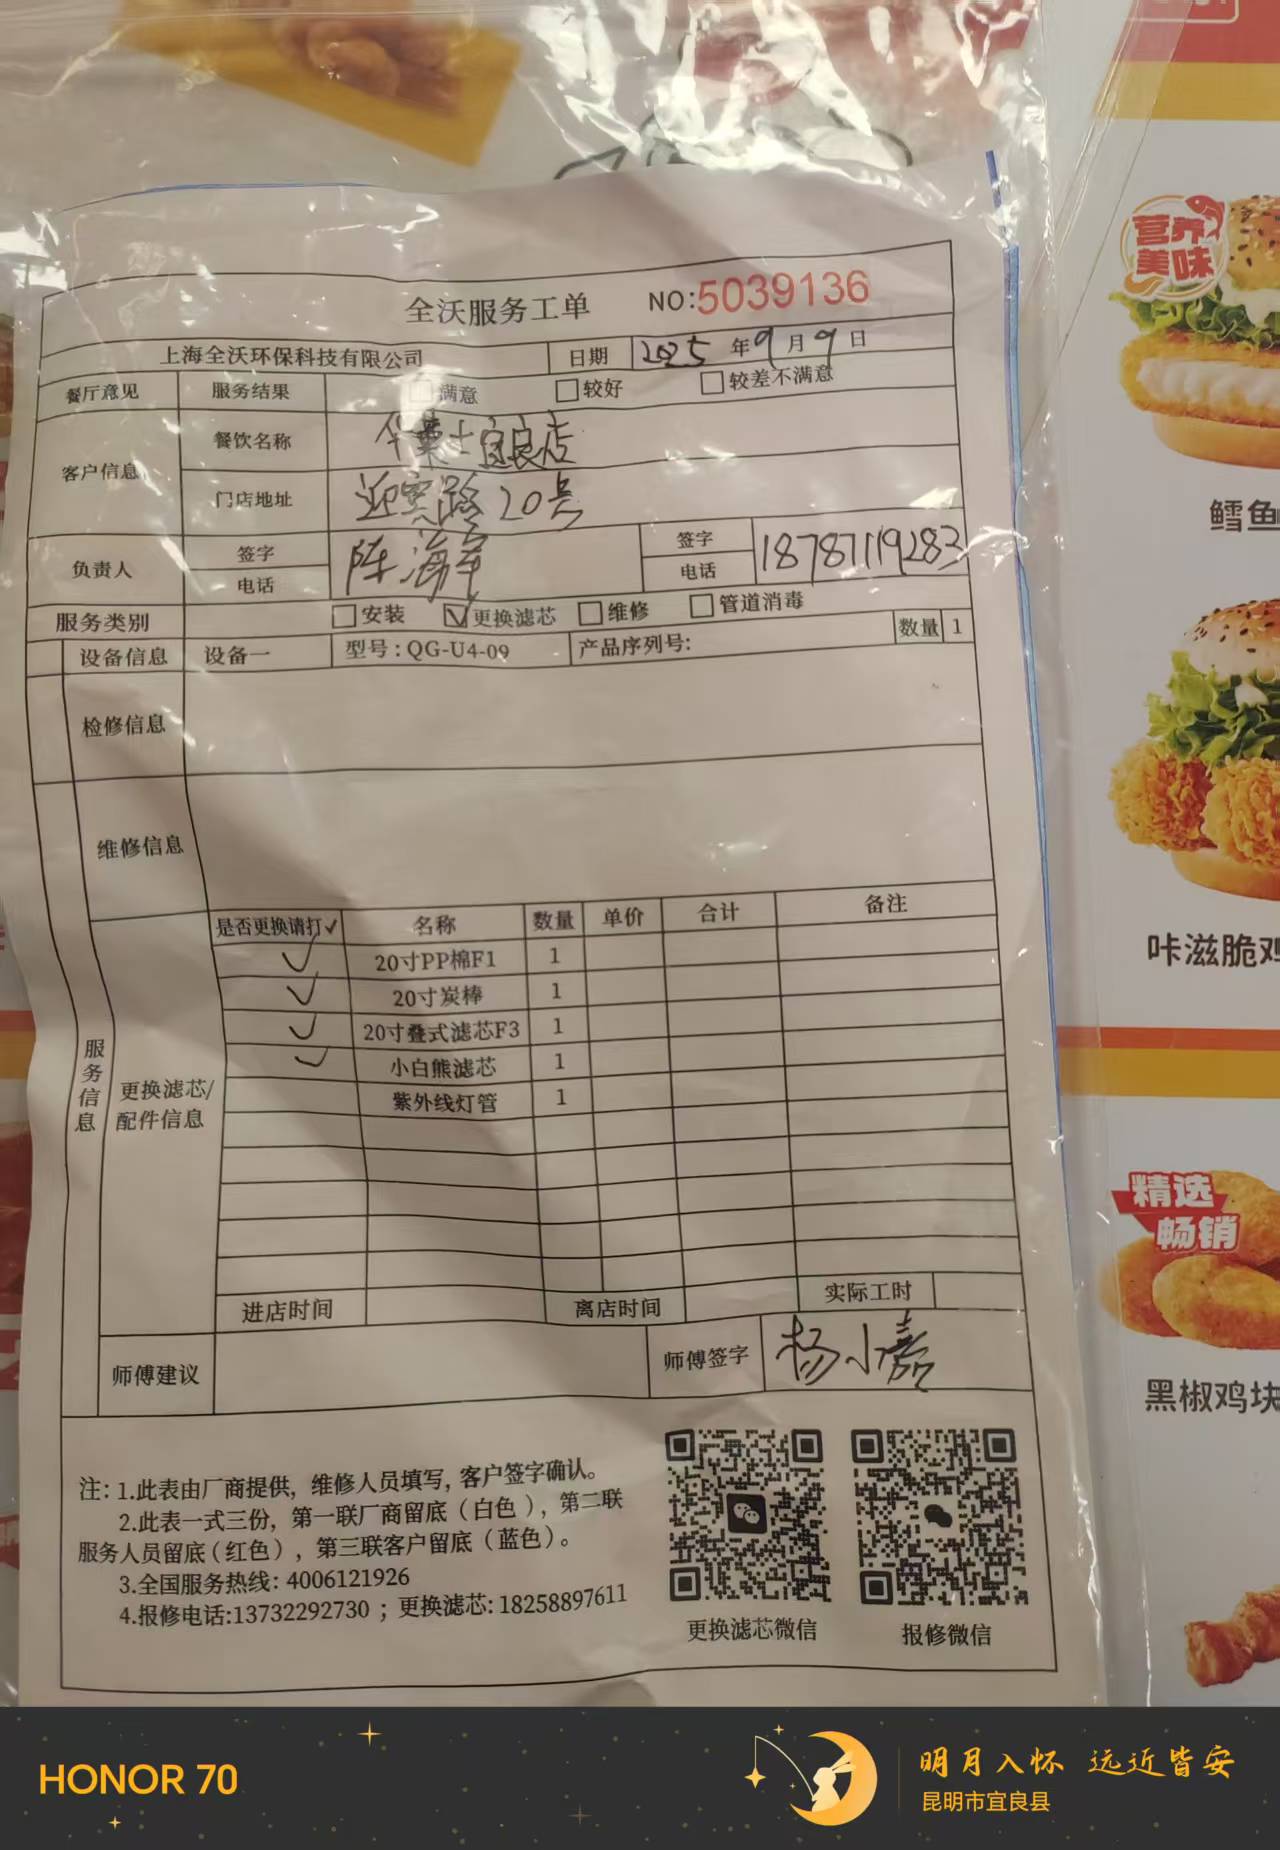 全沃服务工单 NO:5039136
上海全沃环保科技有限公司 日期 2025年9月9日
餐厅意见 服务结果 满意 较好 较差不满意
客户信息 餐饮名称 华莱士宜良店
门店地址 迎宾路20号
负责人 签字 电话 陈海军 签字 电话 18787119283
服务类别 安装 更换滤芯 维修 管道消毒
设备信息 设备一 型号:QG-U4-09 产品序列号: 数量 1
检修信息
维修信息
服务信息
更换滤芯/
配件信息
是否更换请打✓ 名称 数量 单价 合计 备注
✓ 20寸PP棉F1 1
✓ 20寸炭棒 1
✓ 20寸叠式滤芯F3 1
✓ 小白熊滤芯 1
紫外线灯管 1
进店时间 离店时间 实际工时
师傅建议 师傅签字 杨小嘉
注: 1.此表由厂商提供，维修人员填写，客户签字确认。
2.此表一式三份，第一联厂商留底（白色），第二联
服务人员留底（红色），第三联客户留底（蓝色）。
3.全国服务热线: 4006121926
4.报修电话:13732292730 ；更换滤芯: 18258897611
更换滤芯微信 报修微信
营养
美味
鳕鱼
咔滋脆鸡
精选
畅销
黑椒鸡块
HONOR 70
明月入怀 远近皆安
昆明市宜良县